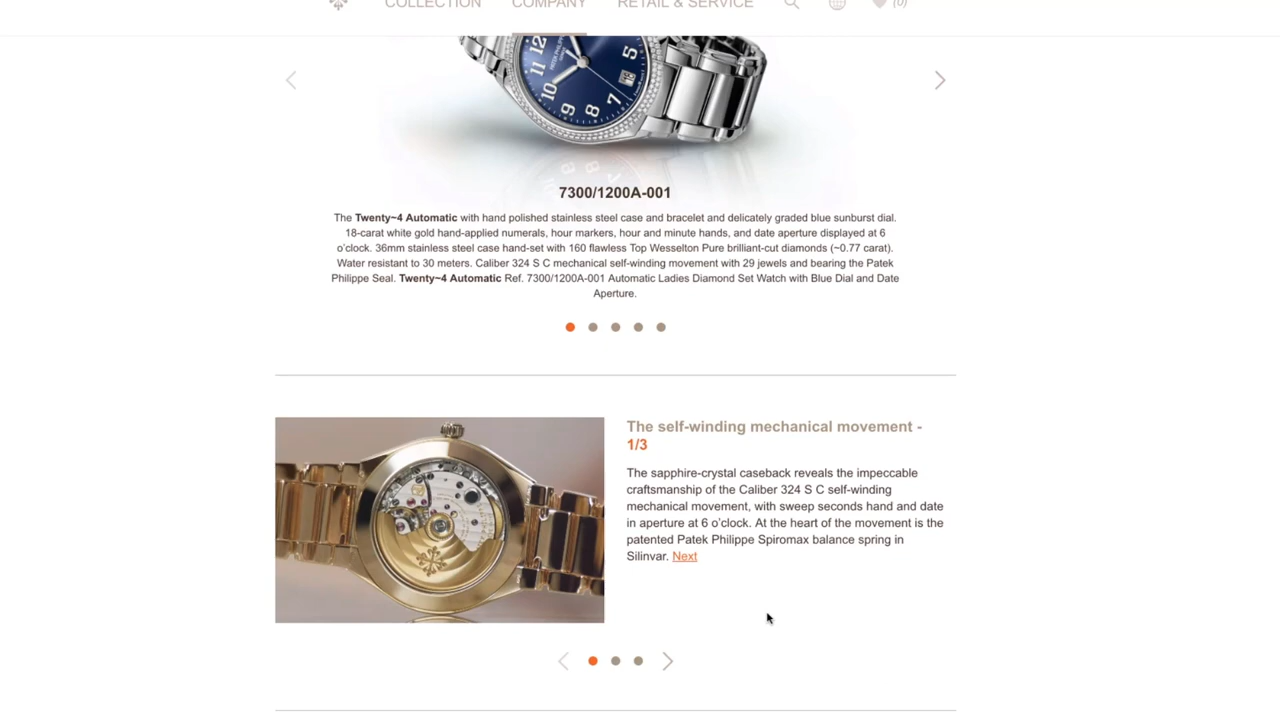 COLLECTION COMPANY RETAIL & SERVICE (0)
12
11
10
9
8
7
5
18
7300/1200A-001
The Twenty~4 Automatic with hand polished stainless steel case and bracelet and delicately graded blue sunburst dial.
18-carat white gold hand-applied numerals, hour markers, hour and minute hands, and date aperture displayed at 6
o'clock. 36mm stainless steel case hand-set with 160 flawless Top Wesselton Pure brilliant-cut diamonds (~0.77 carat).
Water resistant to 30 meters. Caliber 324 S C mechanical self-winding movement with 29 jewels and bearing the Patek
Philippe Seal. Twenty~4 Automatic Ref. 7300/1200A-001 Automatic Ladies Diamond Set Watch with Blue Dial and Date
Aperture.
The self-winding mechanical movement -
1/3
The sapphire-crystal caseback reveals the impeccable
craftsmanship of the Caliber 324 S C self-winding
mechanical movement, with sweep seconds hand and date
in aperture at 6 o'clock. At the heart of the movement is the
patented Patek Philippe Spiromax balance spring in
Silinvar. Next